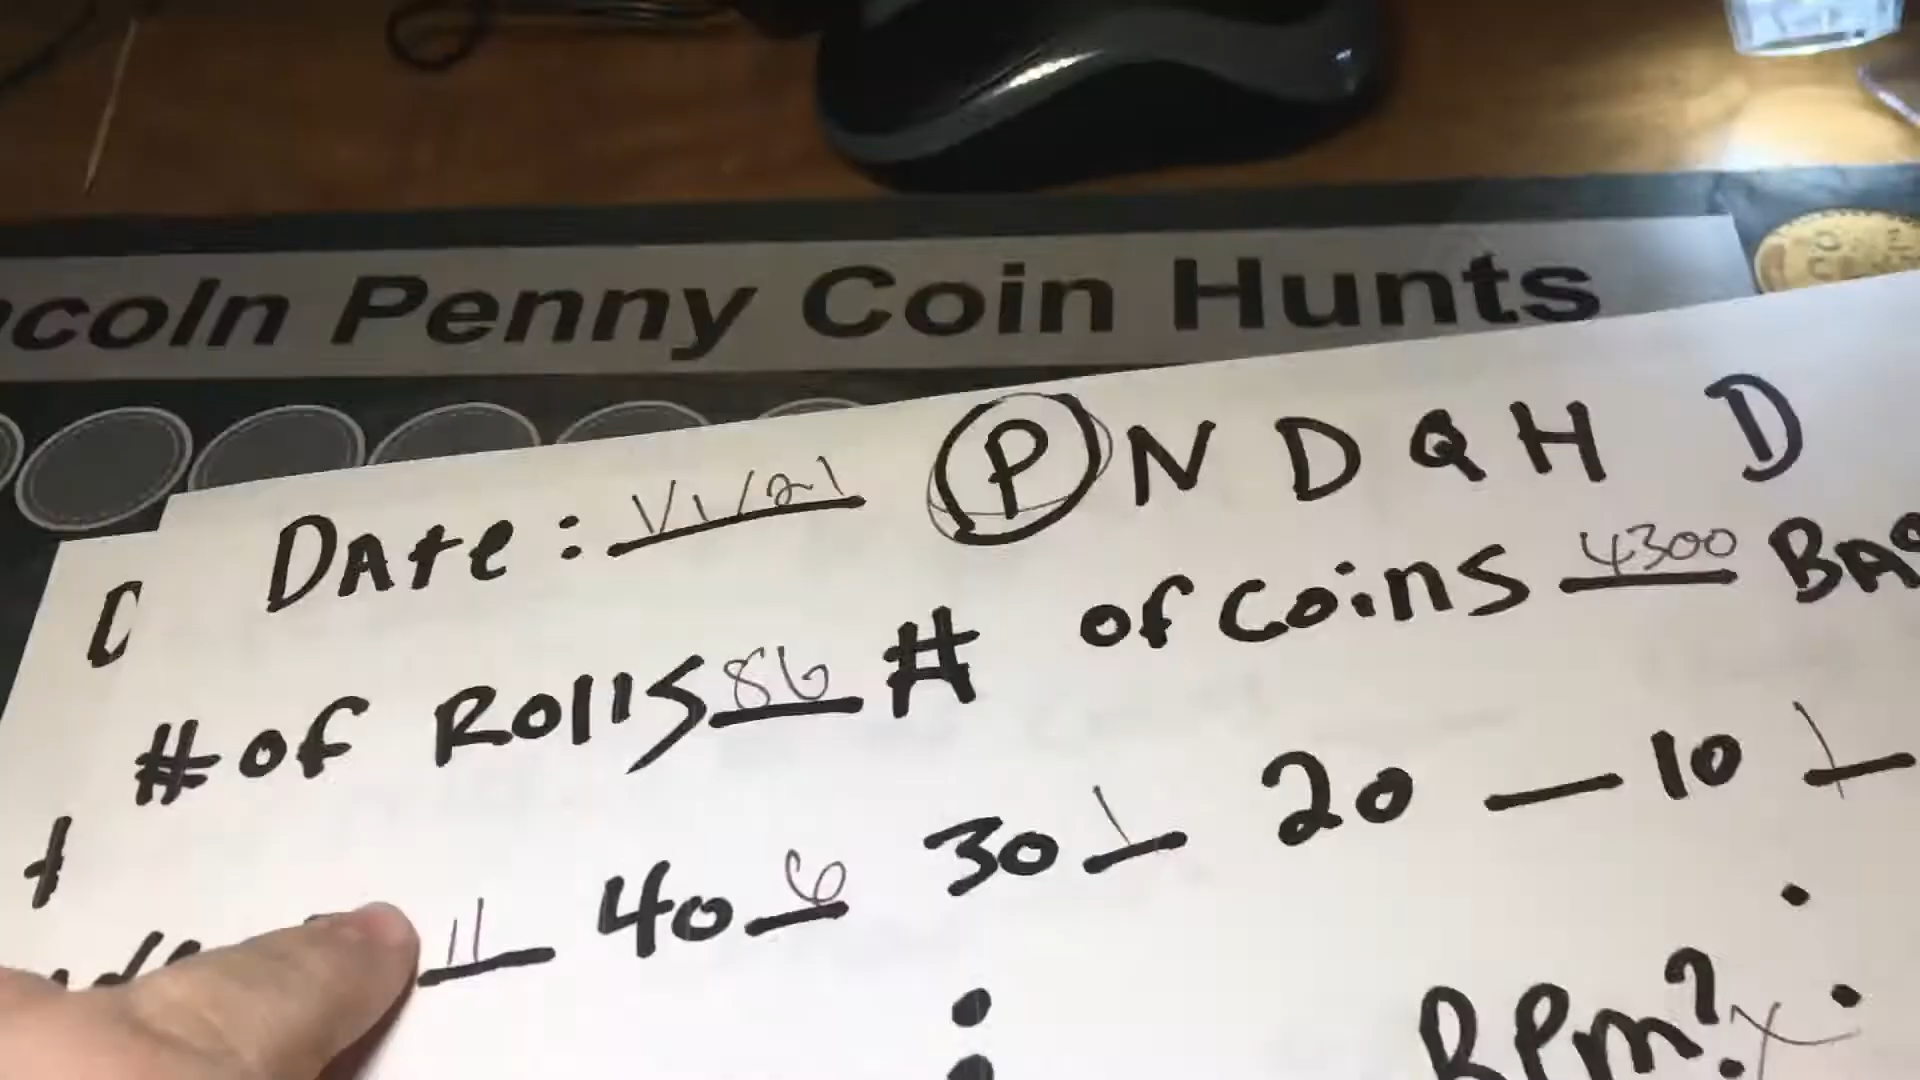 coln Penny Coin Hunts
Date: 1/1/21 P N D Q H D
# of Rolls 86 # of Coins 4300
11 40 6 30 1 20 10 1
RPM? X